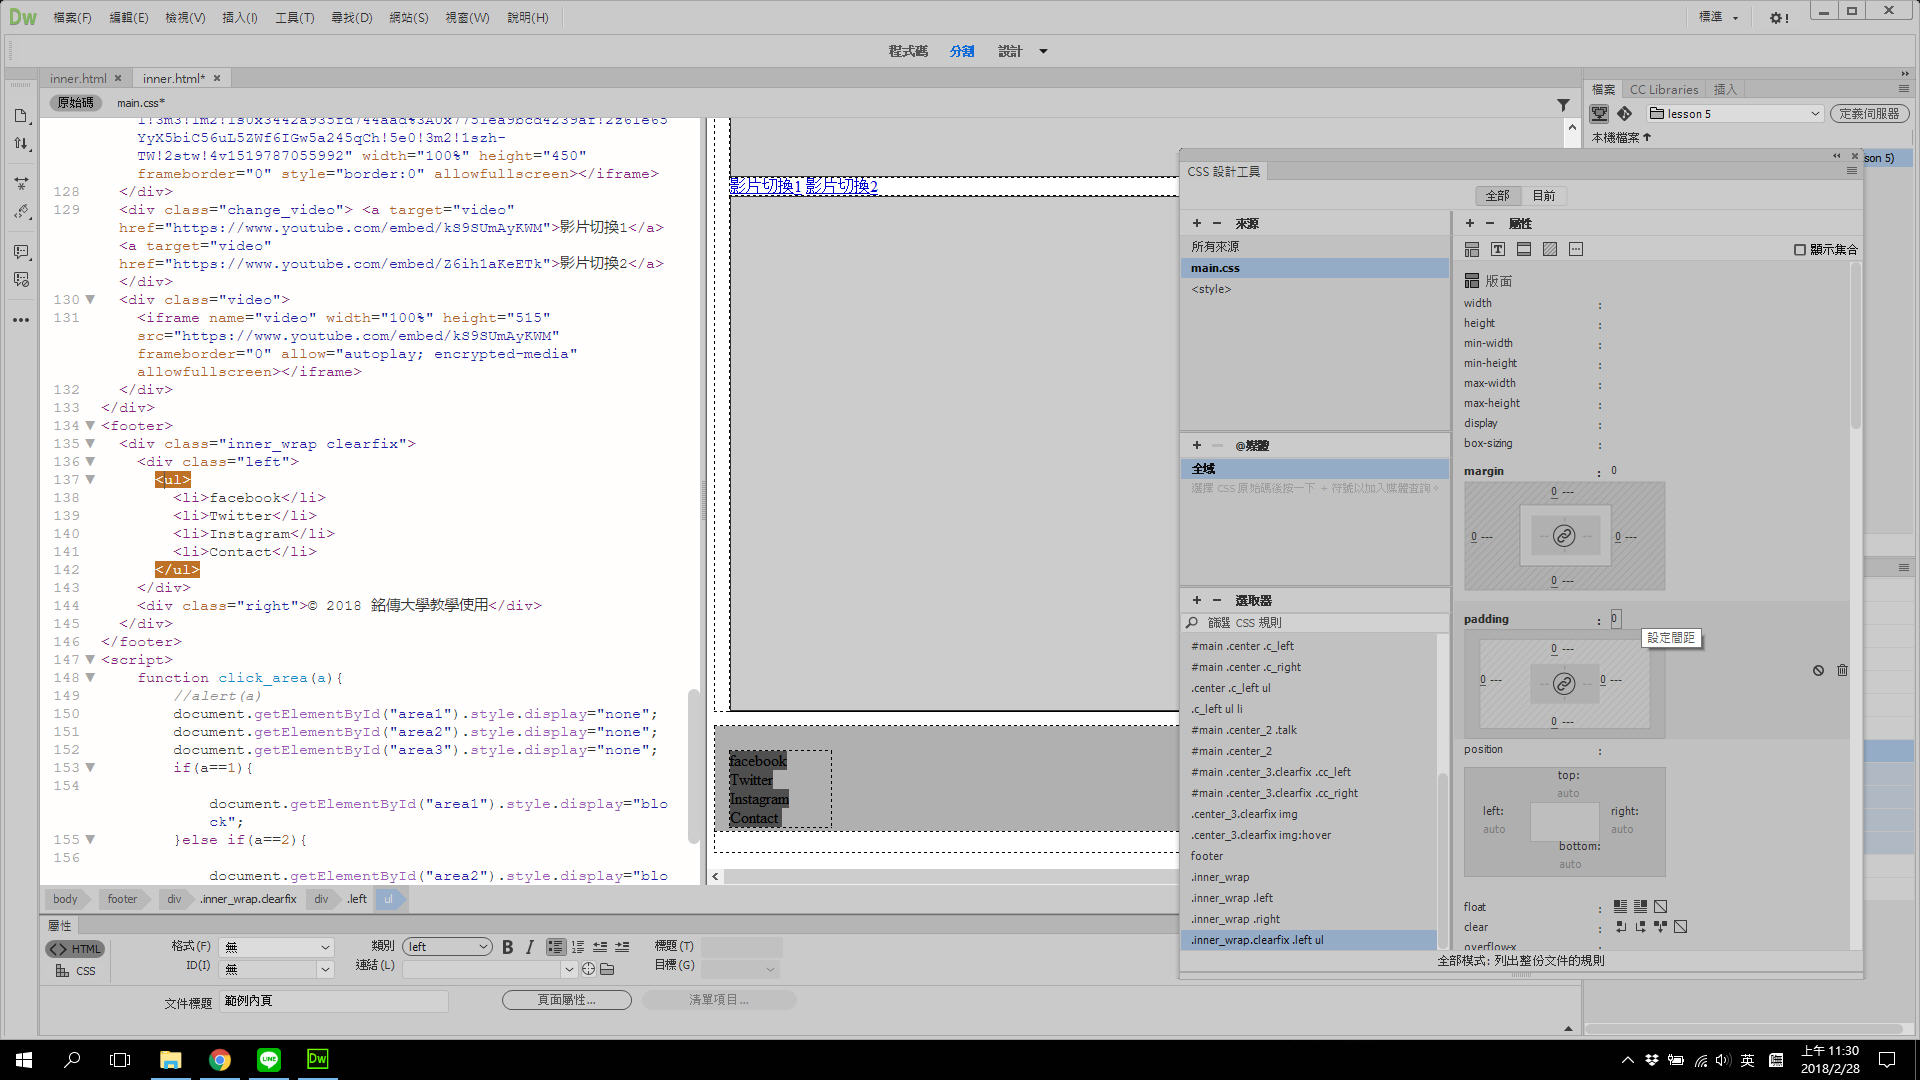 Dw 檔案(F) 編輯(E) 檢視(V) 插入(I) 工具(T) 尋找(D) 網站(S) 視窗(W) 說明(H) 標準
程式碼 分割 設計
inner.html inner.html*
原始碼 main.css*
YyX5biC56uL5ZWf6IGw5a245qCh!5e0!3m2!1szh-
TW!2stw!4v1519787055992" width="100%" height="450"
frameborder="0" style="border:0" allowfullscreen></iframe>
128 </div>
129 <div class="change_video"> <a target="video"
href="https://www.youtube.com/embed/kS9SUmAyKWM">影片切換1</a>
<a target="video"
href="https://www.youtube.com/embed/Z6ih1aKeETk">影片切換2</a>
</div>
130 <div class="video">
131 <iframe name="video" width="100%" height="515"
src="https://www.youtube.com/embed/kS9SUmAyKWM"
frameborder="0" allow="autoplay; encrypted-media"
allowfullscreen></iframe>
132 </div>
133 </div>
134 <footer>
135 <div class="inner_wrap clearfix">
136 <div class="left">
137 <ul>
138 <li>facebook</li>
139 <li>Twitter</li>
140 <li>Instagram</li>
141 <li>Contact</li>
142 </ul>
143 </div>
144 <div class="right">© 2018 銘傳大學教學使用</div>
145 </div>
146 </footer>
147 <script>
148 function click_area(a){
149 //alert(a)
150 document.getElementById("area1").style.display="none";
151 document.getElementById("area2").style.display="none";
152 document.getElementById("area3").style.display="none";
153 if(a==1){
154
document.getElementById("area1").style.display="blo
ck";
155 }else if(a==2){
156
document.getElementById("area2").style.display="blo
影片切換1 影片切換2
facebook
Twitter
Instagram
Contact
body footer div .inner_wrap.clearfix div .left ul
屬性
HTML
CSS
格式(F) 無 類別 left B I 標題(T)
ID(I) 無 連結(L) 目標(G)
文件標題 範例內頁 頁面屬性... 清單項目...
CSS 設計工具
全部 目前
來源
所有來源
main.css
<style>
@媒體
全域
選擇 CSS 原始碼後按一下 + 符號以加入媒體查詢。
選取器
篩選 CSS 規則
#main .center .c_left
#main .center .c_right
.center .c_left ul
.c_left ul li
#main .center_2 .talk
#main .center_2
#main .center_3.clearfix .cc_left
#main .center_3.clearfix .cc_right
.center_3.clearfix img
.center_3.clearfix img:hover
footer
.inner_wrap
.inner_wrap .left
.inner_wrap .right
.inner_wrap.clearfix .left ul
屬性
顯示集合
版面
width :
height :
min-width :
min-height :
max-width :
max-height :
display :
box-sizing :
margin : 0
0 ---
0 --- 0 ---
0 ---
padding : 0
設定間距
0 ---
0 --- 0 ---
0 ---
position :
top:
auto
left: right:
auto auto
bottom:
auto
float :
clear :
overflow-x
全部模式: 列出整份文件的規則
檔案 CC Libraries 插入
lesson 5 定義伺服器
本機檔案
son 5)
英
上午 11:30
2018/2/28